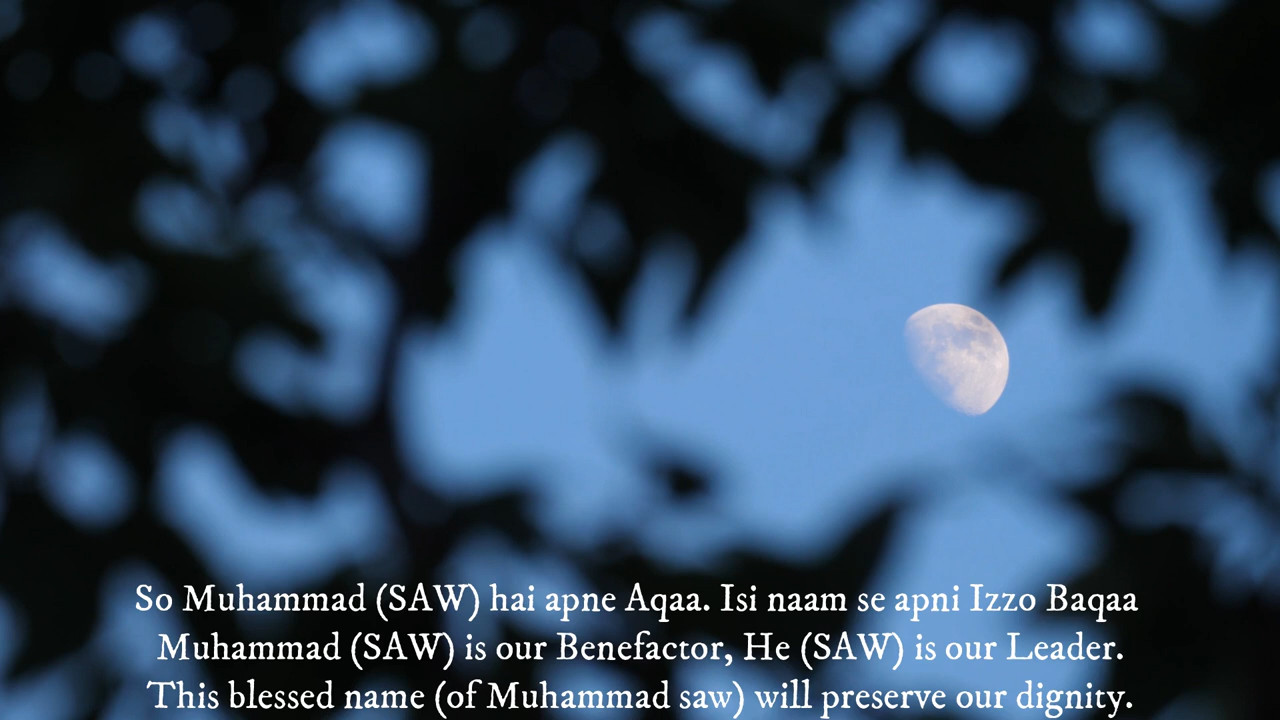 So Muhammad (SAW) hai apne Aqaa. Isi naam se apni Izzo Baqaa
Muhammad (SAW) is our Benefactor, He (SAW) is our Leader.
This blessed name (of Muhammad saw) will preserve our dignity.